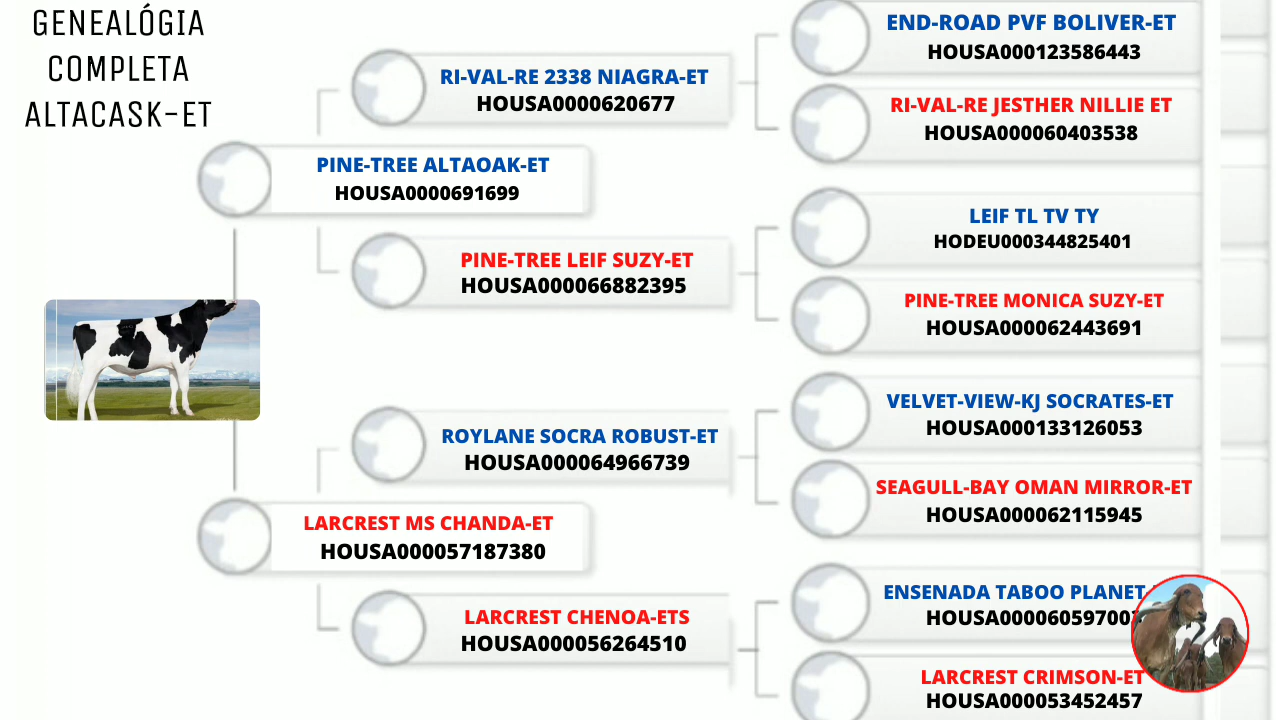 GENEALÓGIA
COMPLETA
ALTACASK-ET
END-ROAD PVF BOLIVER-ET
HOUSA000123586443
RI-VAL-RE 2338 NIAGRA-ET
HOUSA0000620677
RI-VAL-RE JESTHER NILLIE ET
HOUSA000060403538
PINE-TREE ALTAOAK-ET
HOUSA0000691699
LEIF TL TV TY
HODEU000344825401
PINE-TREE LEIF SUZY-ET
HOUSA000066882395
PINE-TREE MONICA SUZY-ET
HOUSA000062443691
VELVET-VIEW-KJ SOCRATES-ET
HOUSA000133126053
ROYLANE SOCRA ROBUST-ET
HOUSA000064966739
SEAGULL-BAY OMAN MIRROR-ET
HOUSA000062115945
LARCREST MS CHANDA-ET
HOUSA000057187380
ENSENADA TABOO PLANET
LARCREST CHENOA-ETS
HOUSA000056264510
LARCREST CRIMSON-ET
HOUSA000053452457